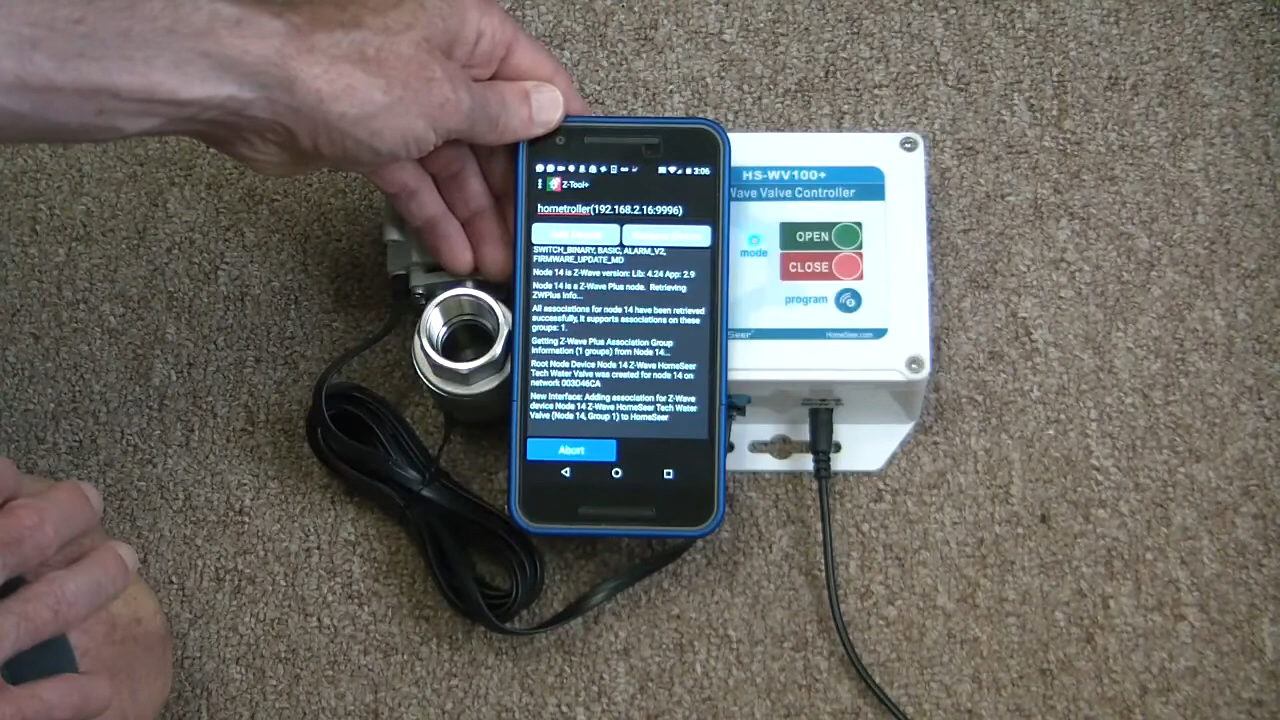 3:06
Z-Tool+
hometroller(192.168.2.16:9996)
SWITCH_BINARY, BASIC, ALARM_V2,
FIRMWARE_UPDATE_MD
Node 14 is Z-Wave version: Lib: 4.24 App: 2.9
Node 14 is a Z-Wave Plus node. Retrieving
ZWPlus Info...
All associations for node 14 have been retrieved
successfully, it supports associations on these
groups: 1.
Getting Z-Wave Plus Association Group
Information (1 groups) from Node 14...
Root Node Device Node 14 Z-Wave HomeSeer
Tech Water Valve was created for node 14 on
network 003D46CA
New Interface: Adding association for Z-Wave
device Node 14 Z-Wave HomeSeer Tech Water
Valve (Node 14, Group 1) to HomeSeer
Abort
HS-WV100+
Wave Valve Controller
mode
OPEN
CLOSE
program
Seer
HomeSeer.com